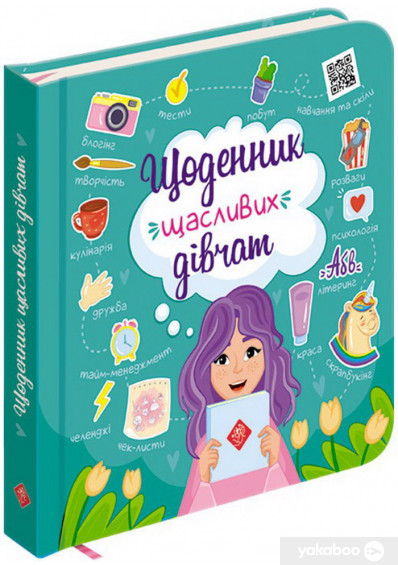 Щоденник
щасливих
дівчат
тести
побут
навчання та скіли
блогінг
творчість
розваги
кулінарія
психологія
Абв
літеринг
дружба
тайм-менеджмент
краса
скрапбукінг
челенджі
чек-листи
Щоденник щасливих дівчат
yakaboo